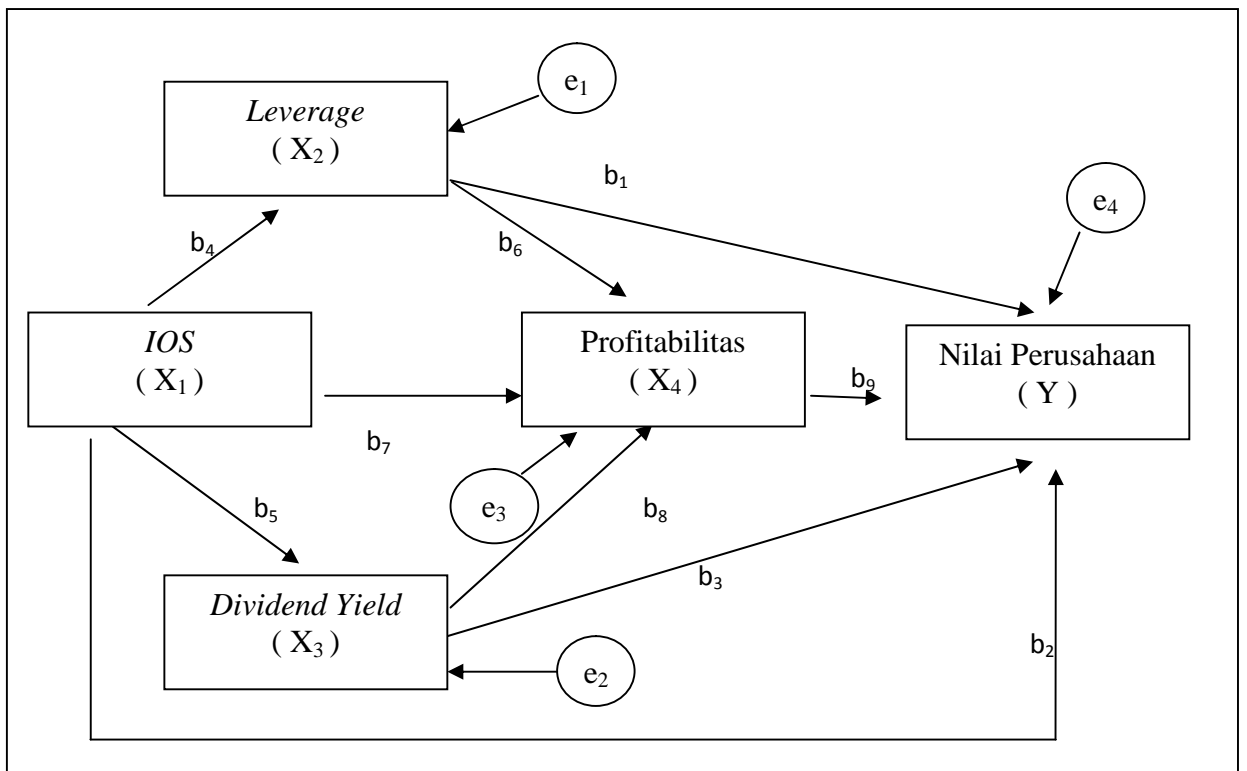 e₁
Leverage
( X₂ )
b₁
e₄
b₄
b₆
IOS
( X₁ )
Profitabilitas
( X₄ )
b₉
Nilai Perusahaan
( Y )
b₇
e₃
b₅
b₈
b₃
Dividend Yield
( X₃ )
e₂
b₂